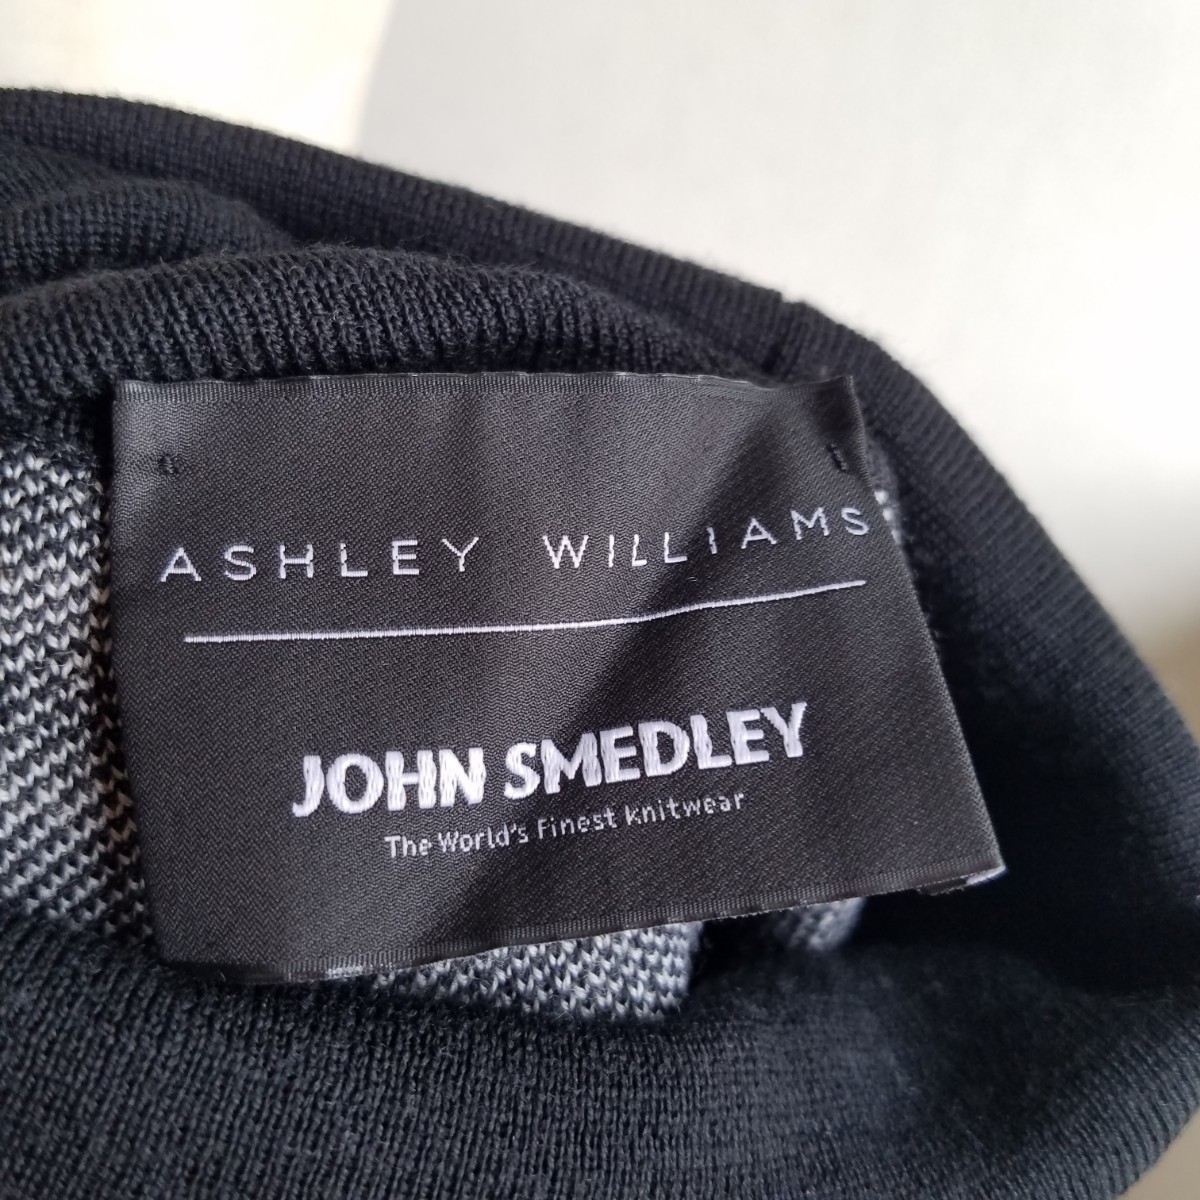 ASHLEY WILLIAMS
JOHN SMEDLEY
The World's Finest Knitwear